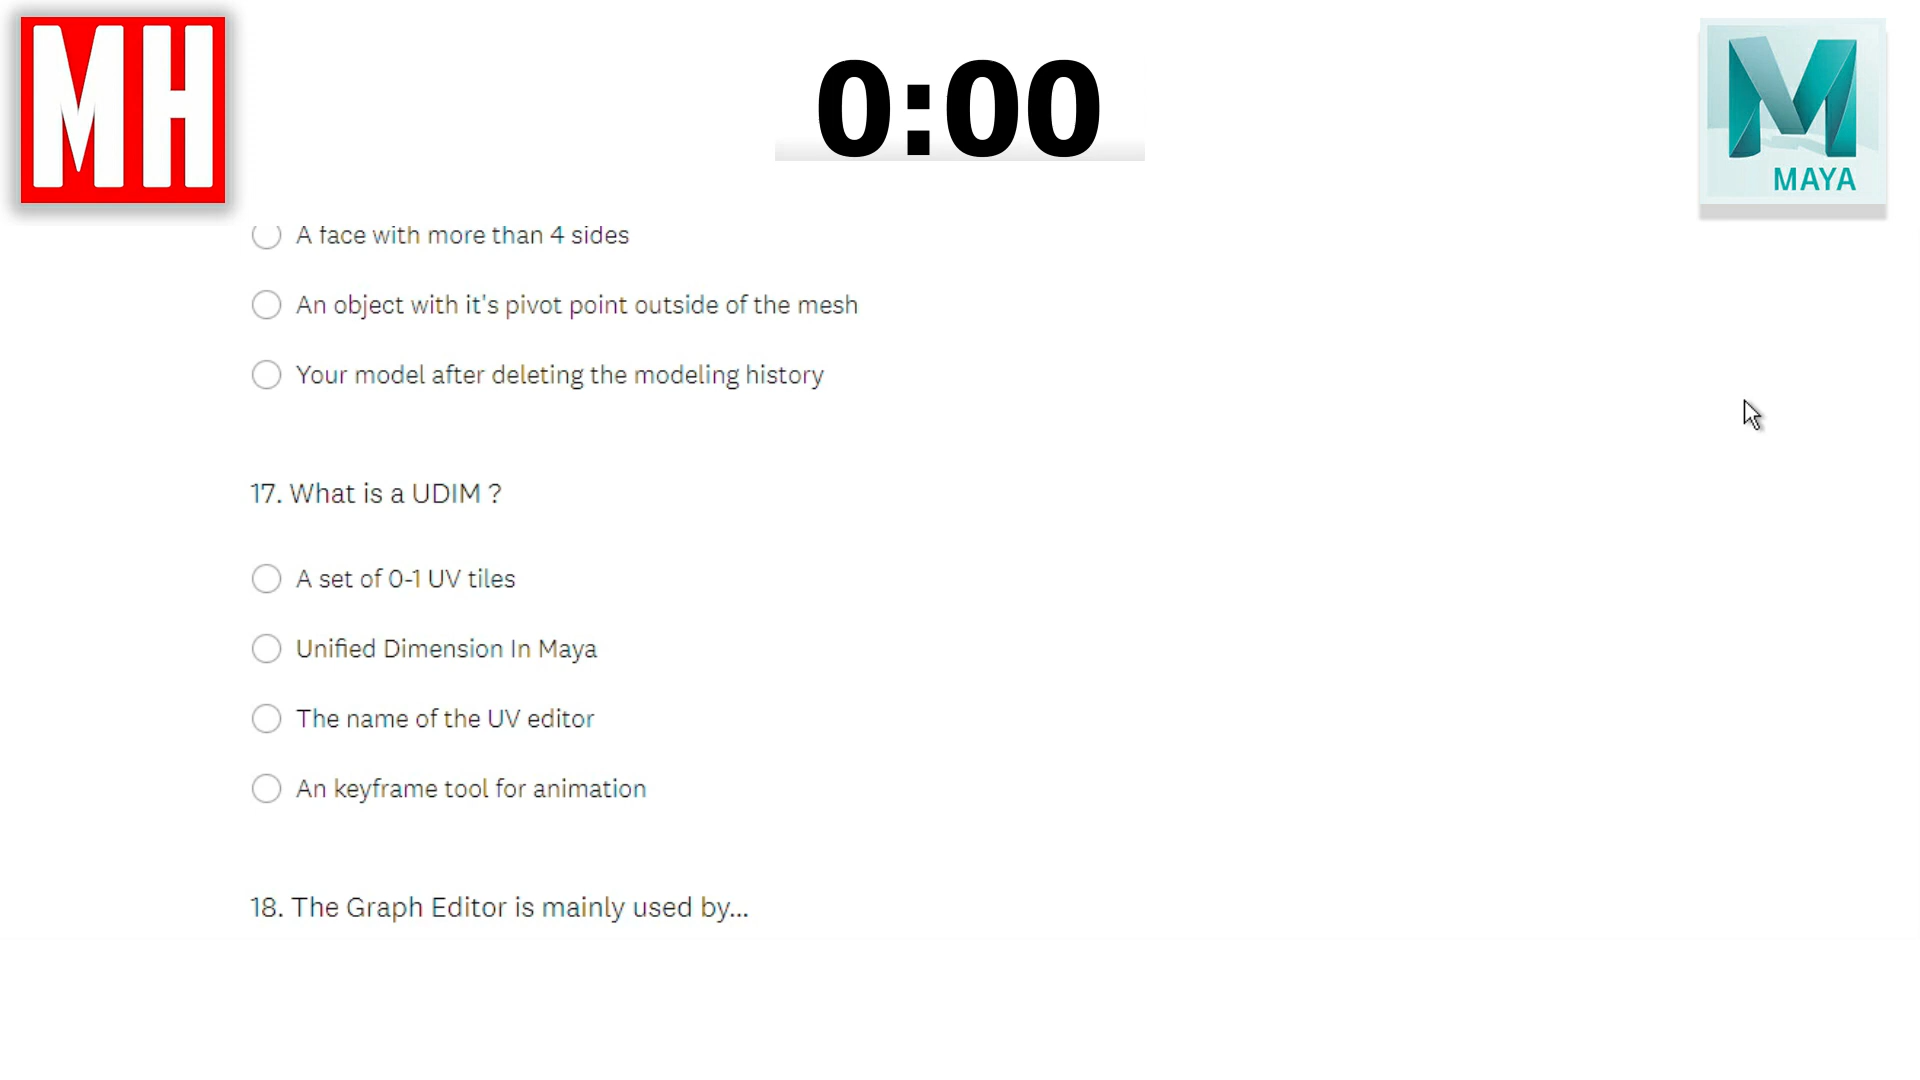 MH
0:00
MAYA
A face with more than 4 sides
An object with it's pivot point outside of the mesh
Your model after deleting the modeling history
17. What is a UDIM ?
A set of 0-1 UV tiles
Unified Dimension In Maya
The name of the UV editor
An keyframe tool for animation
18. The Graph Editor is mainly used by...